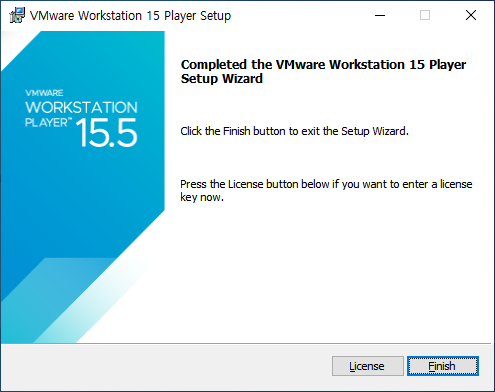 VMware Workstation 15 Player Setup
VMWARE
WORKSTATION
PLAYER™
15.5
Completed the VMware Workstation 15 Player
Setup Wizard
Click the Finish button to exit the Setup Wizard.
Press the License button below if you want to enter a license
key now.
License
Finish